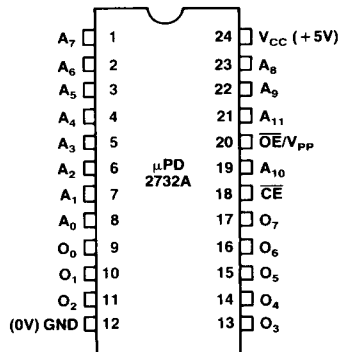 A7 1 24 VCC (+5V)
A6 2 23 A8
A5 3 22 A9
A4 4 21 A11
A3 5 20 O̅E̅/VPP
A2 6 µPD 19 A10
A1 7 2732A 18 C̅E̅
A0 8 17 O7
O0 9 16 O6
O1 10 15 O5
O2 11 14 O4
(0V) GND 12 13 O3